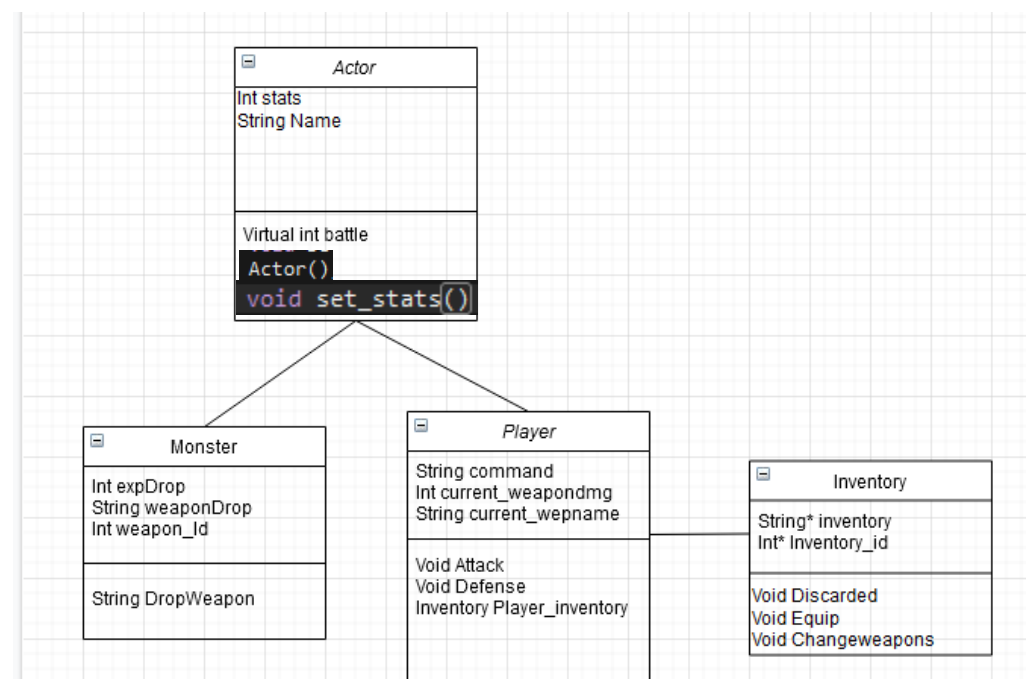 Actor
Int stats
String Name
Virtual int battle
Actor()
void set_stats()
Monster
Int expDrop
String weaponDrop
Int weapon_Id
String DropWeapon
Player
String command
Int current_weapondmg
String current_wepname
Void Attack
Void Defense
Inventory Player_inventory
Inventory
String* inventory
Int* Inventory_id
Void Discarded
Void Equip
Void Changeweapons